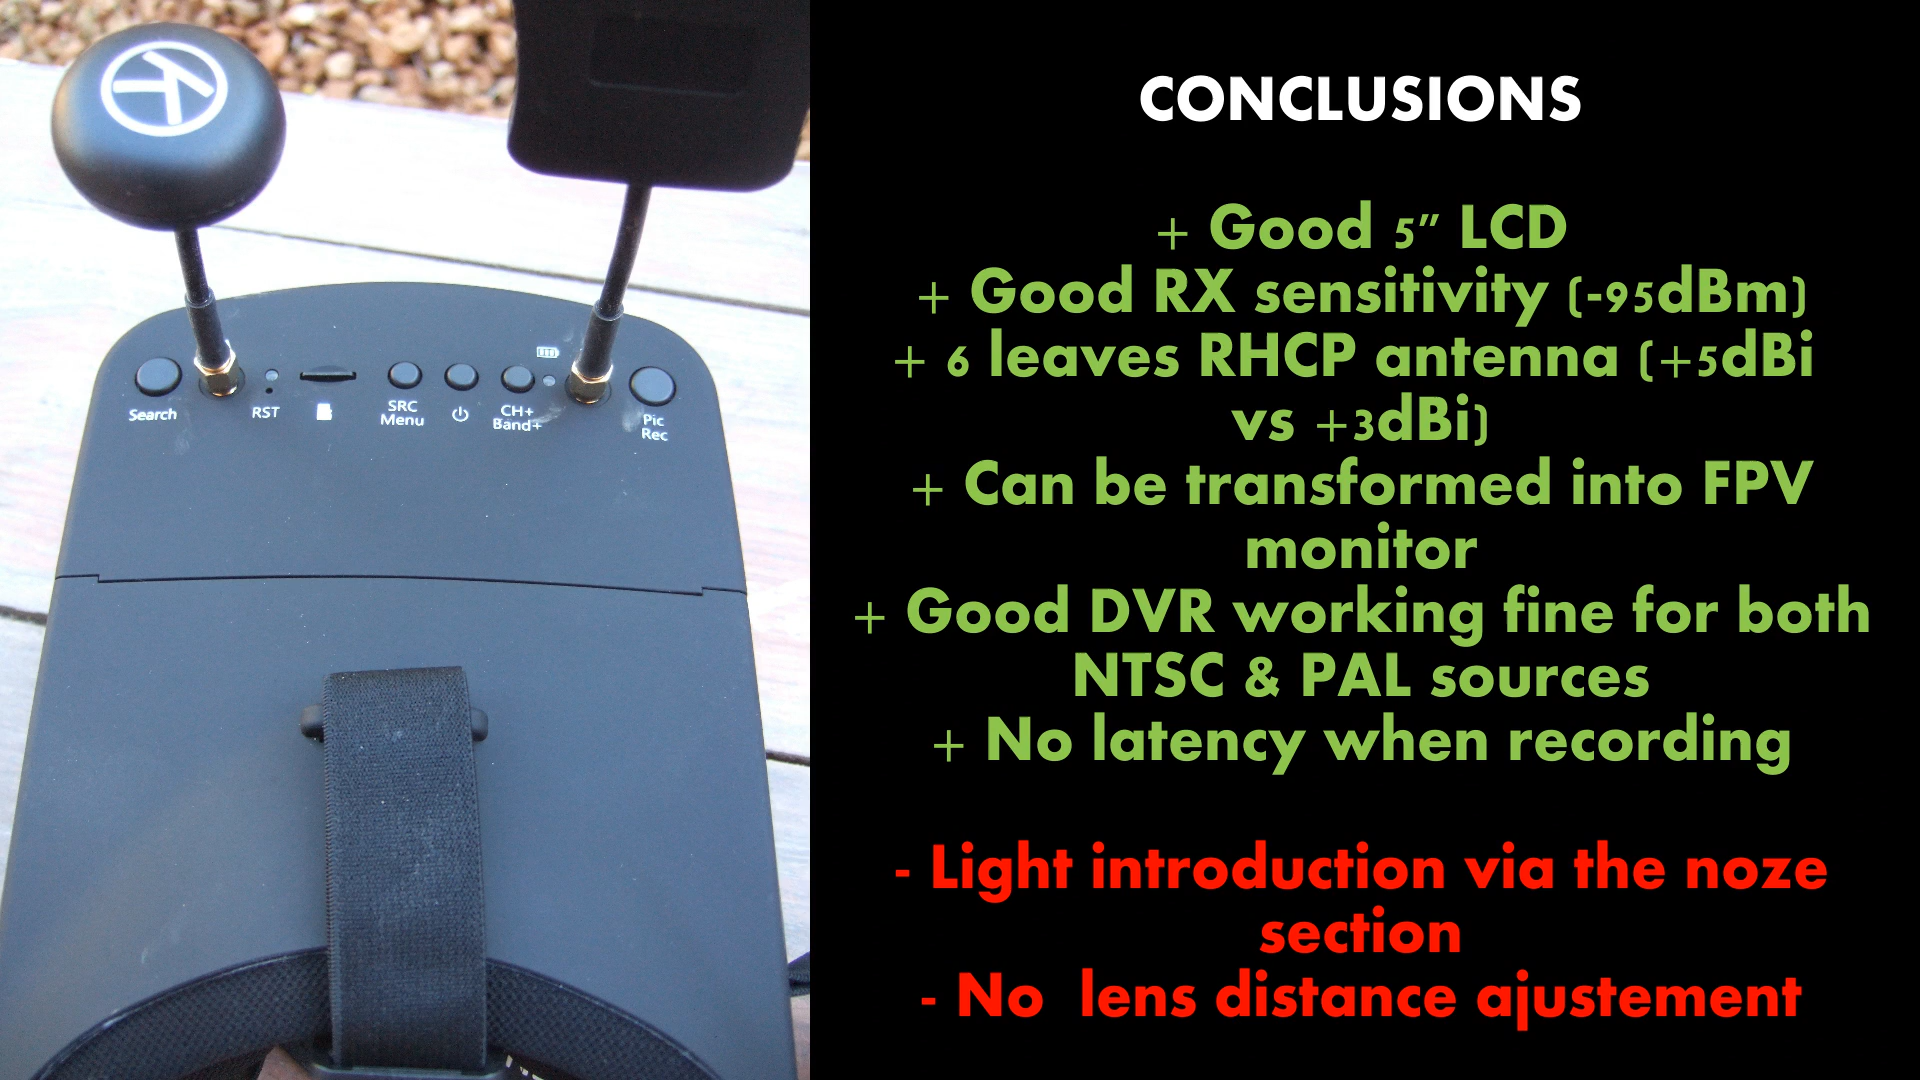 CONCLUSIONS
+ Good 5" LCD
+ Good RX sensitivity (-95dBm)
+ 6 leaves RHCP antenna (+5dBi
vs +3dBi)
+ Can be transformed into FPV
monitor
+ Good DVR working fine for both
NTSC & PAL sources
+ No latency when recording
- Light introduction via the noze
section
- No  lens distance ajustement
Search
RST
SRC
Menu
CH+
Band+
Pic
Rec